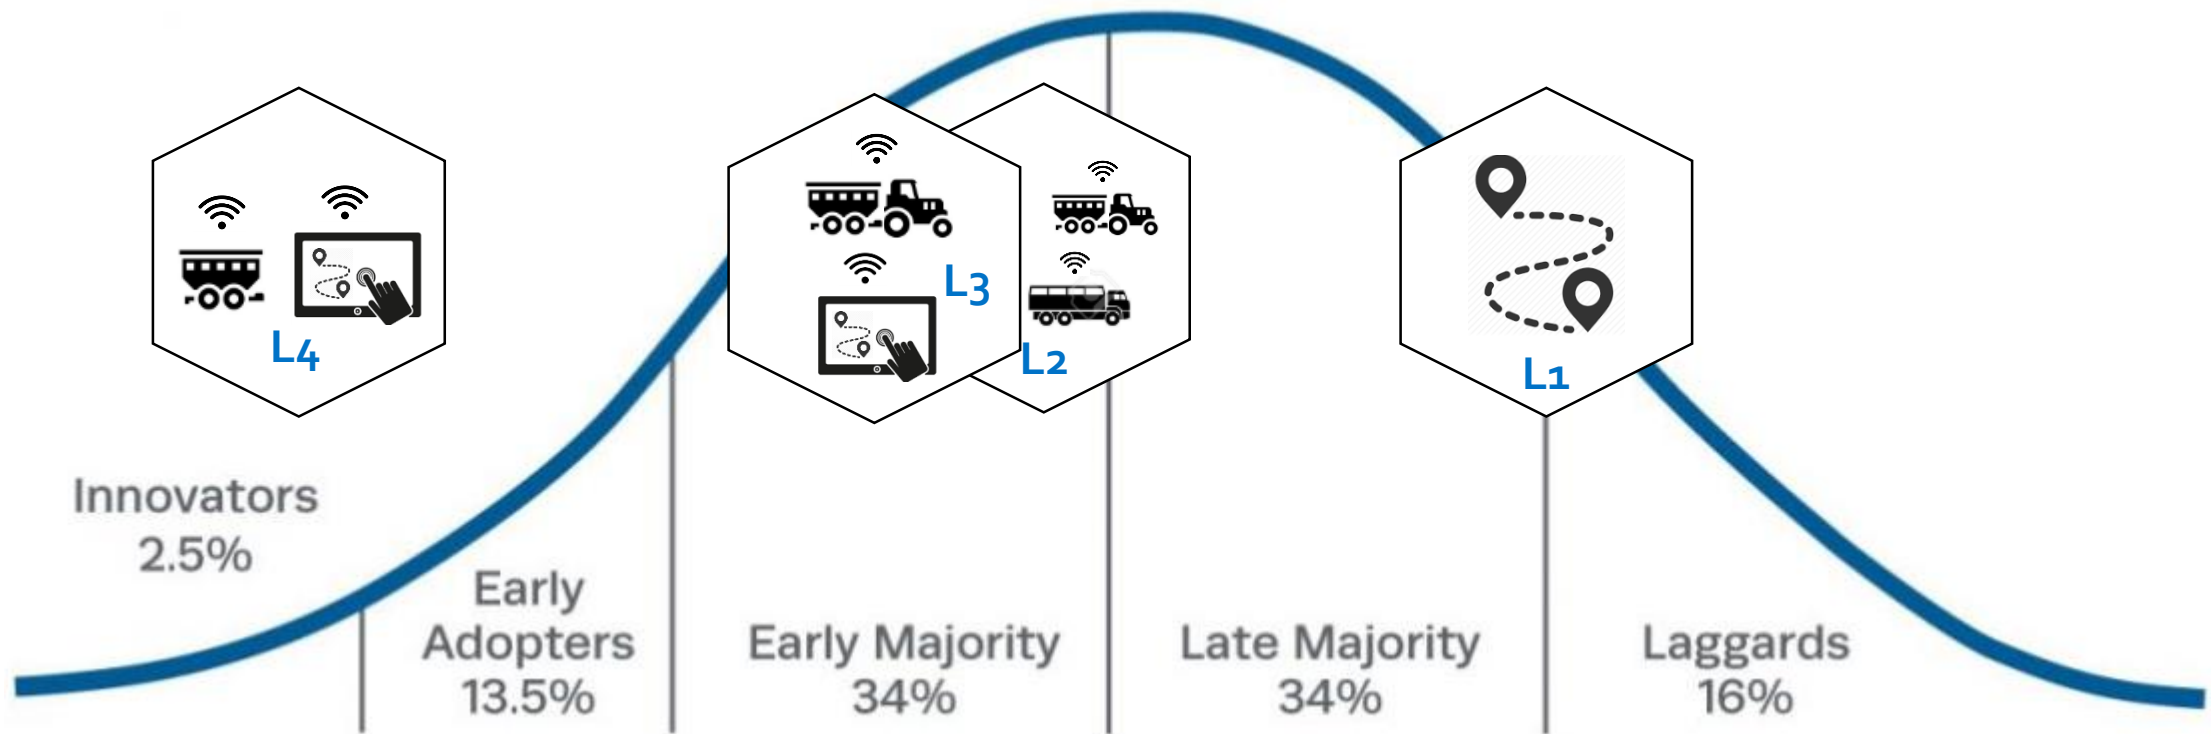 L4
L3
L2
L1
Innovators
2.5%
Early
Adopters
13.5%
Early Majority
34%
Late Majority
34%
Laggards
16%